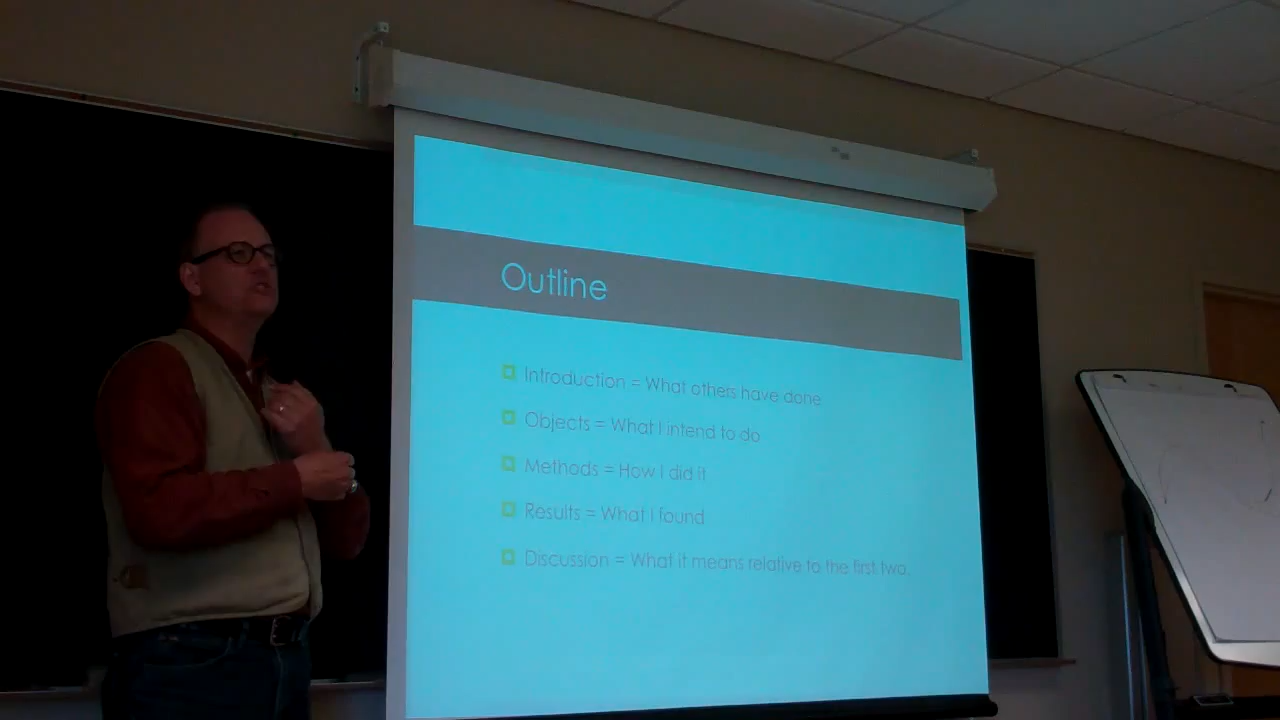 Outline
Introduction = What others have done
Objects = What I intend to do
Methods = How I did it
Results = What I found
Discussion = What it means relative to the first two.